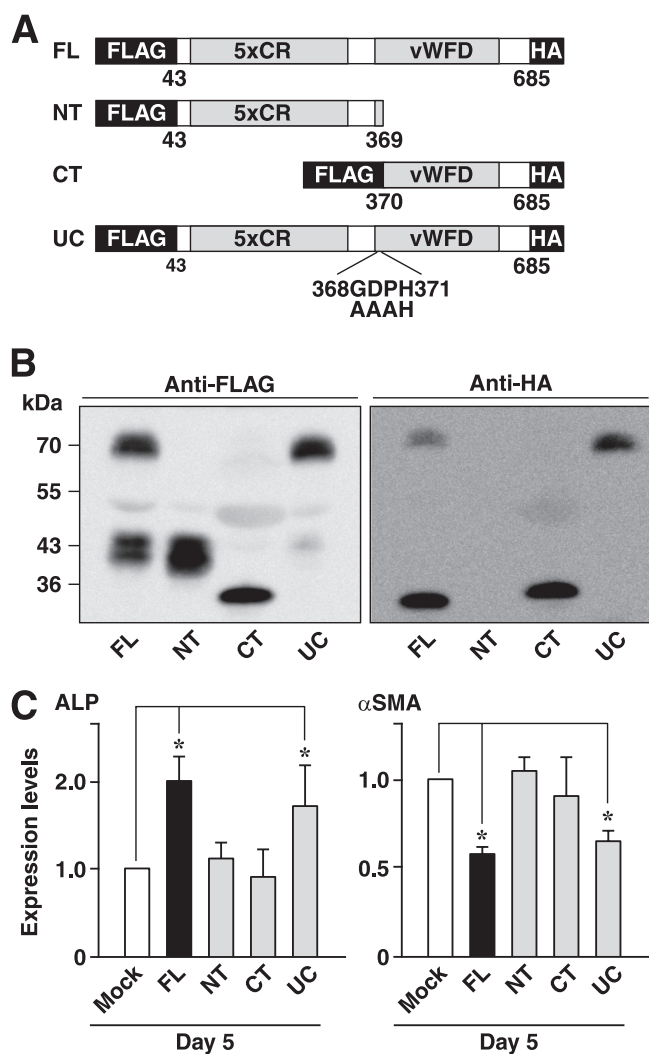 A
FL FLAG 5xCR vWFD HA
43 685
NT FLAG 5xCR
43 369
CT FLAG vWFD HA
370 685
UC FLAG 5xCR vWFD HA
43 685
368GDPH371
AAAH
B
Anti-FLAG Anti-HA
kDa
70
55
43
36
FL NT CT UC FL NT CT UC
C ALP αSMA
Expression levels
2.0
1.0
0
* *
Mock FL NT CT UC
Day 5
1.0
0.5
0
* *
Mock FL NT CT UC
Day 5